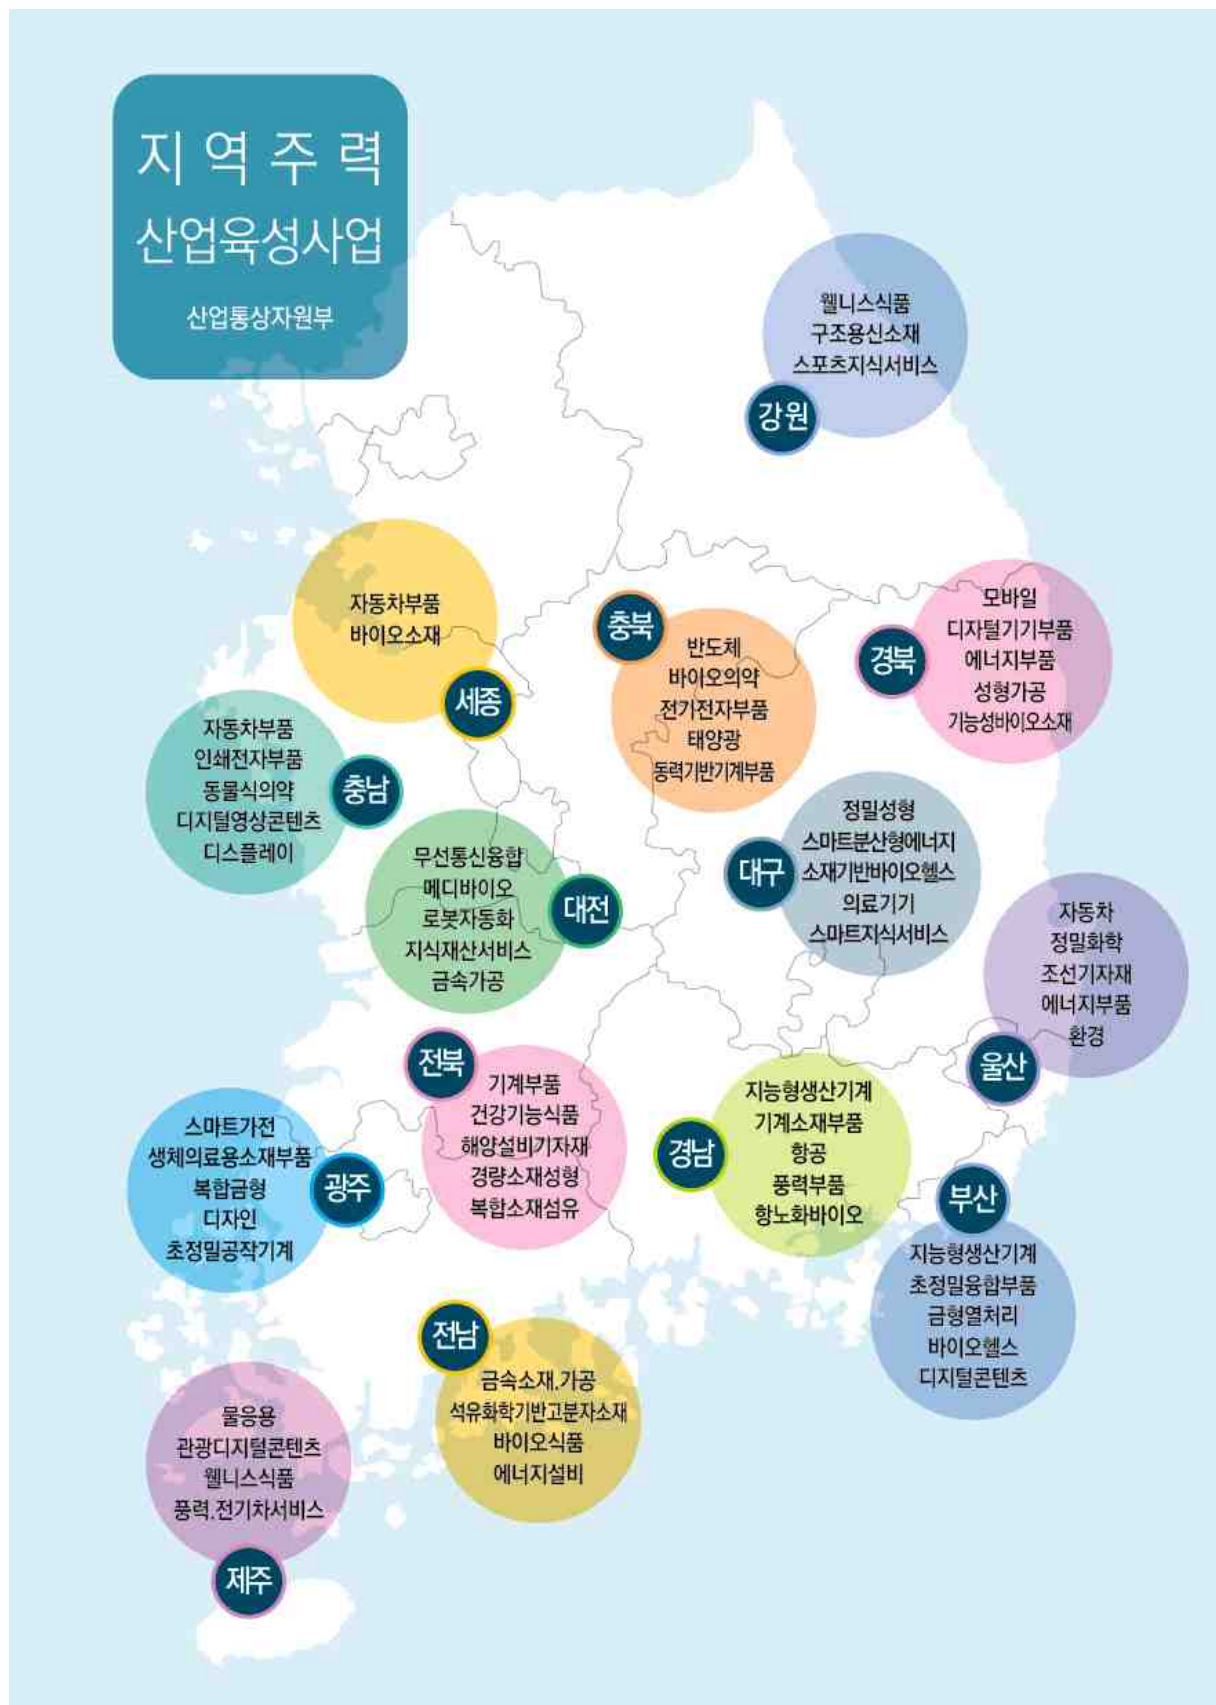 지역주력
산업육성사업
산업통상자원부
웰니스식품
구조용신소재
스포츠지식서비스
강원
자동차부품
바이오소재
세종
충북
반도체
바이오의약
전기전자부품
태양광
동력기반기계부품
경북
모바일
디자털기기부품
에너지부품
성형가공
기능성바이오소재
자동차부품
인쇄전자부품
동물식의약
디지털영상콘텐츠
디스플레이
충남
무선통신융합
메디바이오
로봇자동화
지식재산서비스
금속가공
대전
대구
정밀성형
스마트분산형에너지
소재기반바이오헬스
의료기기
스마트지식서비스
자동차
정밀화학
조선기자재
에너지부품
환경
울산
전북
기계부품
건강기능식품
해양설비기자재
경량소재성형
복합소재섬유
스마트가전
생체의료용소재부품
복합금형
디자인
초정밀공작기계
광주
경남
지능형생산기계
기계소재부품
항공
풍력부품
항노화바이오
부산
지능형생산기계
초정밀융합부품
금형열처리
바이오헬스
디지털콘텐츠
전남
금속소재.가공
석유화학기반고분자소재
바이오식품
에너지설비
물응용
관광디지털콘텐츠
웰니스식품
풍력.전기차서비스
제주